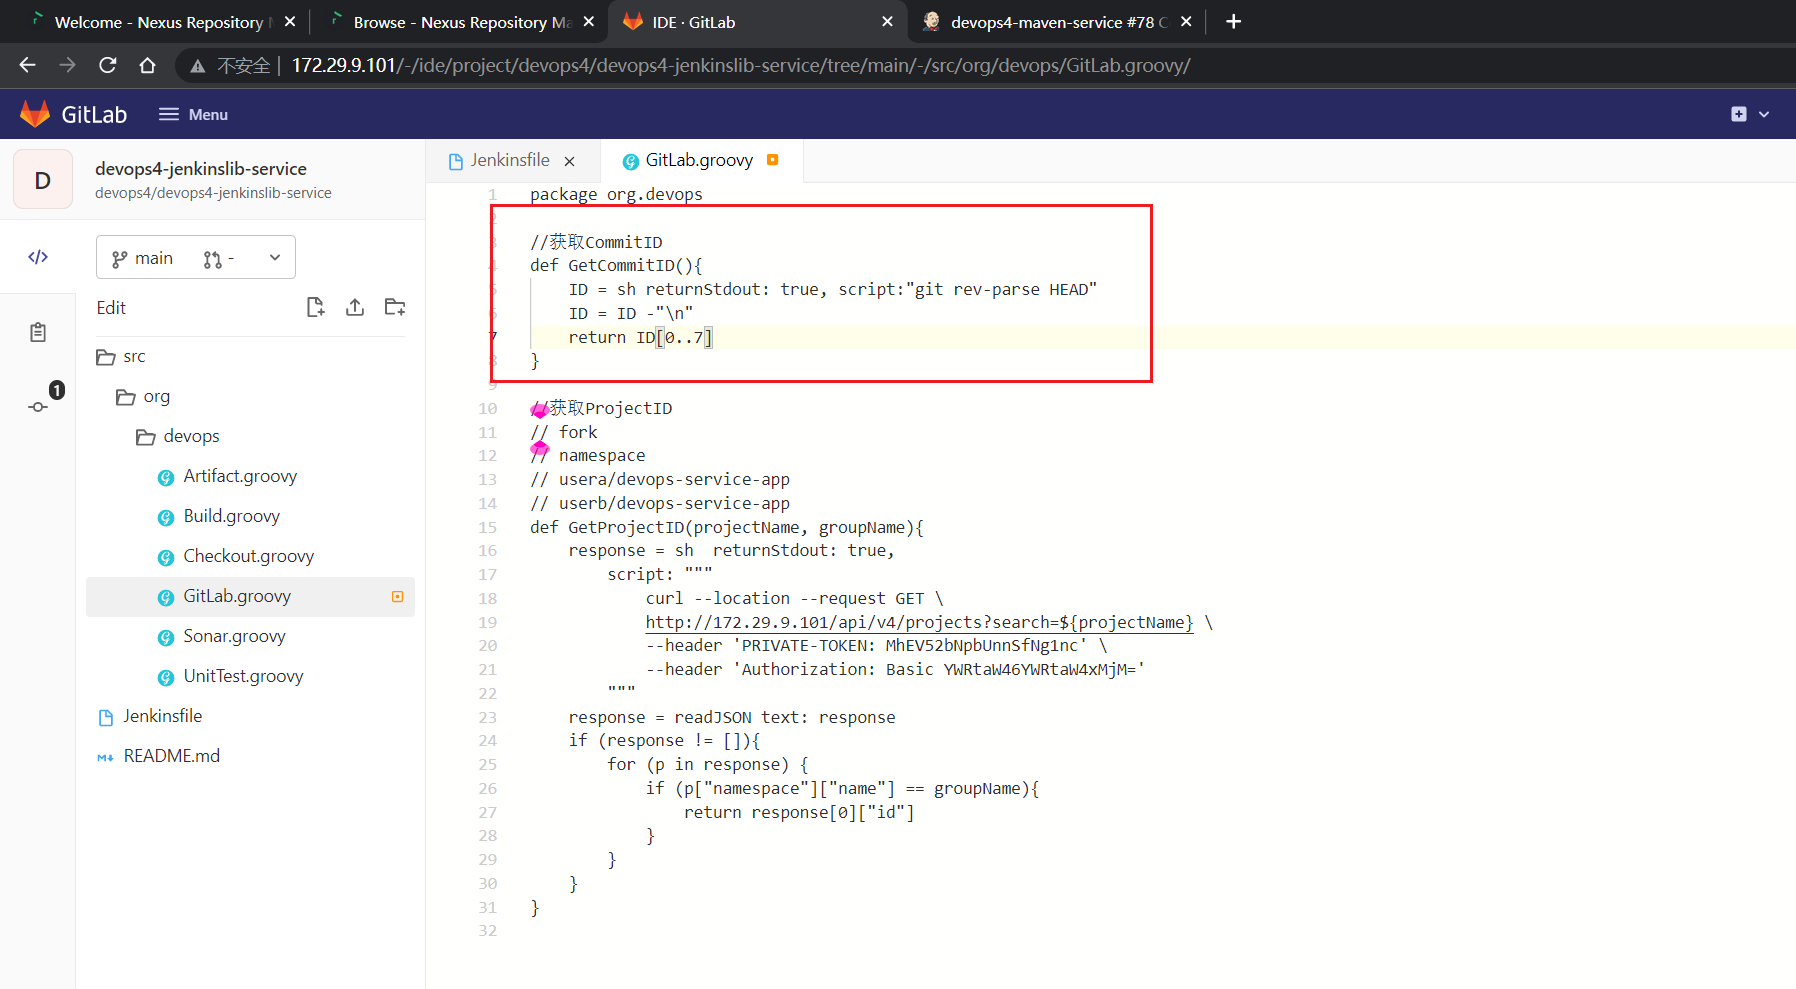 Welcome - Nexus Repository
Browse - Nexus Repository Ma
IDE · GitLab
devops4-maven-service #78 C
不安全
172.29.9.101/-/ide/project/devops4/devops4-jenkinslib-service/tree/main/-/src/org/devops/GitLab.groovy/
GitLab
Menu
D
devops4-jenkinslib-service
devops4/devops4-jenkinslib-service
main
-
Edit
1
src
org
devops
Artifact.groovy
Build.groovy
Checkout.groovy
GitLab.groovy
Sonar.groovy
UnitTest.groovy
Jenkinsfile
README.md
Jenkinsfile
GitLab.groovy
1 package org.devops
2
3 //获取CommitID
4 def GetCommitID(){
5     ID = sh returnStdout: true, script:"git rev-parse HEAD"
6     ID = ID -"\n"
7     return ID[0..7]
8 }
9
10 //获取ProjectID
11 // fork
12 // namespace
13 // usera/devops-service-app
14 // userb/devops-service-app
15 def GetProjectID(projectName, groupName){
16     response = sh  returnStdout: true,
17         script: """
18             curl --location --request GET \
19             http://172.29.9.101/api/v4/projects?search=${projectName} \
20             --header 'PRIVATE-TOKEN: MhEV52bNpbUnnSfNg1nc' \
21             --header 'Authorization: Basic YWRtaW46YWRtaW4xMjM='
22         """
23     response = readJSON text: response
24     if (response != []){
25         for (p in response) {
26             if (p["namespace"]["name"] == groupName){
27                 return response[0]["id"]
28             }
29         }
30     }
31 }
32